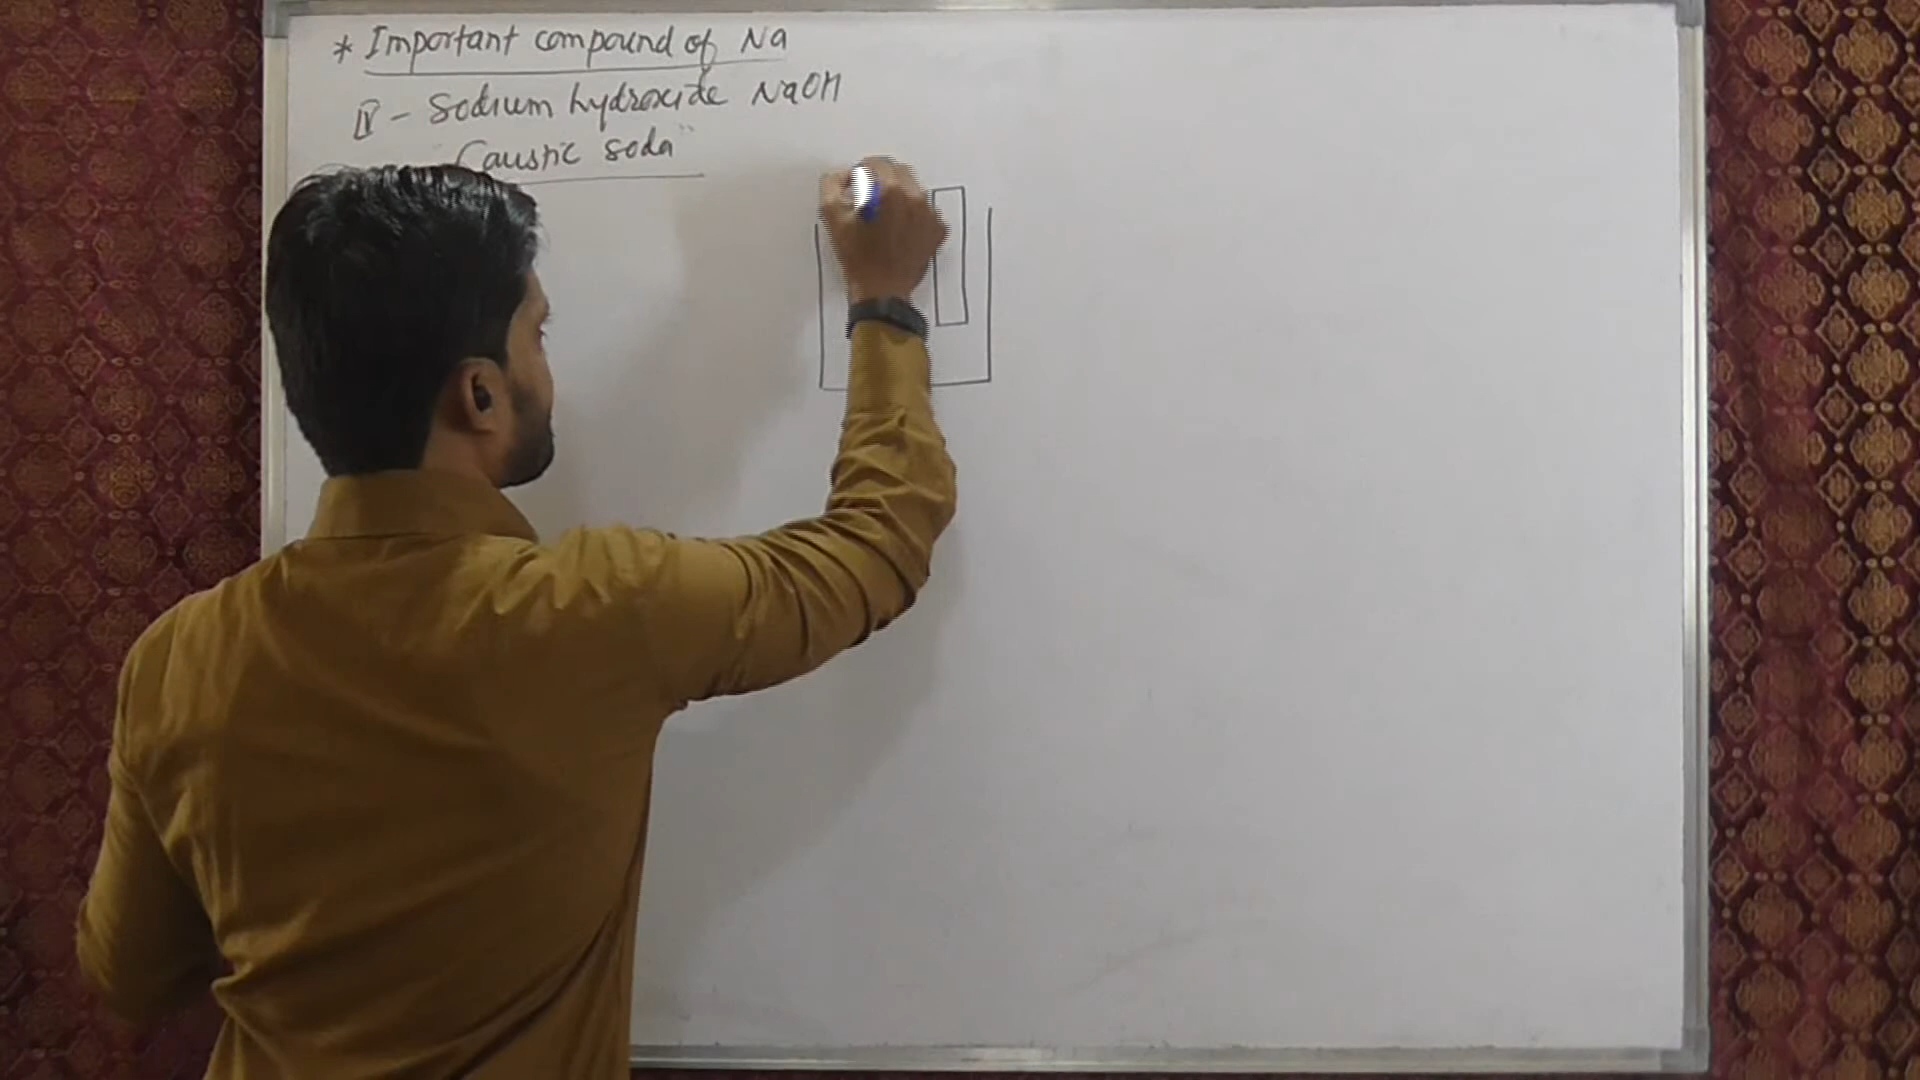 * Important compound of Na
IV - Sodium hydroxide NaOH
"Caustic soda"